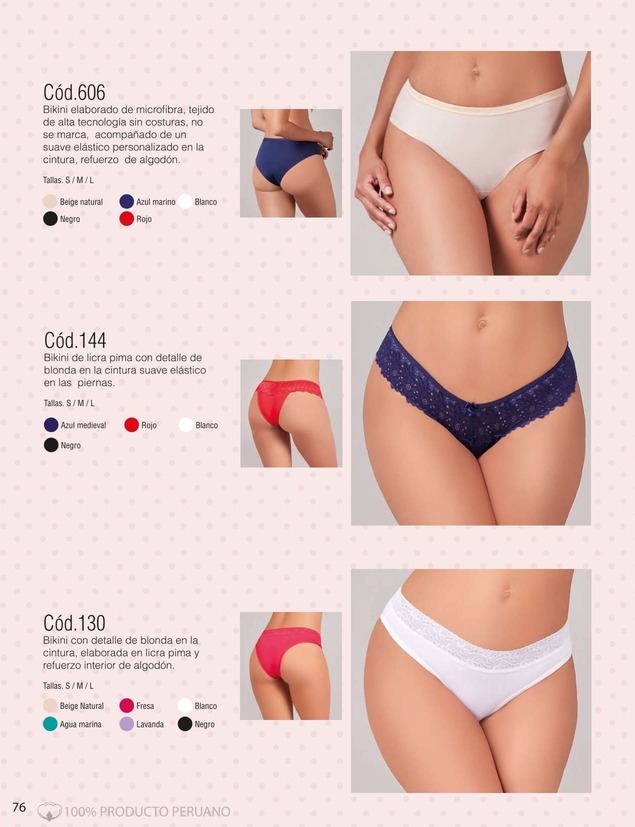 Cód.606
Bikini elaborado de microfibra, tejido
de alta tecnología sin costuras, no
se marca, acompañado de un
suave elástico personalizado en la
cintura, refuerzo de algodón.
Tallas. S / M / L
Beige natural
Azul marino
Blanco
Negro
Rojo
Cód.144
Bikini de licra pima con detalle de
blonda en la cintura suave elástico
en las piernas.
Tallas. S / M / L
Azul medieval
Rojo
Blanco
Negro
Cód.130
Bikini con detalle de blonda en la
cintura, elaborada en licra pima y
refuerzo interior de algodón.
Tallas. S / M / L
Beige Natural
Fresa
Blanco
Agua marina
Lavanda
Negro
76
100% PRODUCTO PERUANO